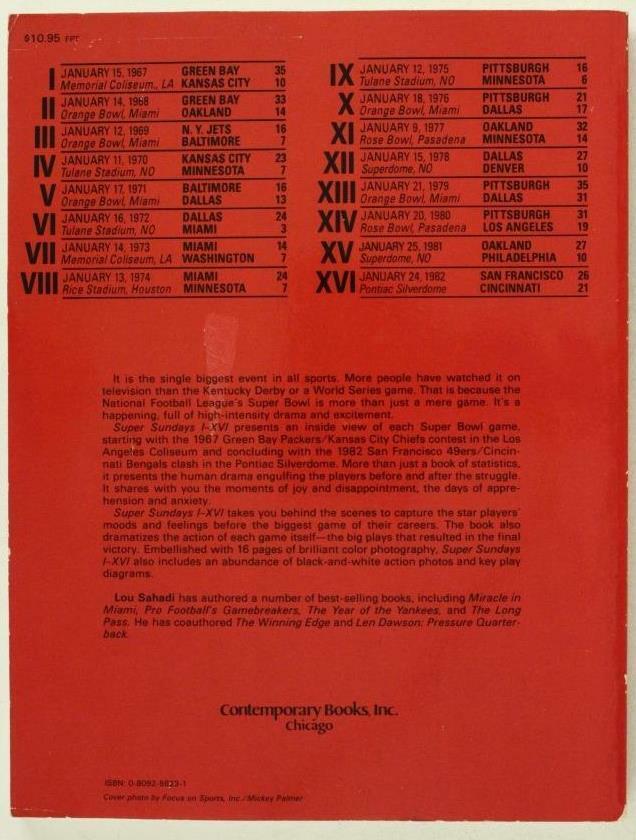 $10.95 FPT
I JANUARY 15, 1967 GREEN BAY 35
Memorial Coliseum., LA KANSAS CITY 10
II JANUARY 14, 1968 GREEN BAY 33
Orange Bowl, Miami OAKLAND 14
III JANUARY 12, 1969 N.Y. JETS 16
Orange Bowl, Miami BALTIMORE 7
IV JANUARY 11, 1970 KANSAS CITY 23
Tulane Stadium, NO MINNESOTA 7
V JANUARY 17, 1971 BALTIMORE 16
Orange Bowl, Miami DALLAS 13
VI JANUARY 16, 1972 DALLAS 24
Tulane Stadium, NO MIAMI 3
VII JANUARY 14, 1973 MIAMI 14
Memorial Coliseum, LA WASHINGTON 7
VIII JANUARY 13, 1974 MIAMI 24
Rice Stadium, Houston MINNESOTA 7
IX JANUARY 12, 1975 PITTSBURGH 16
Tulane Stadium, NO MINNESOTA 6
X JANUARY 18, 1976 PITTSBURGH 21
Orange Bowl, Miami DALLAS 17
XI JANUARY 9, 1977 OAKLAND 32
Rose Bowl, Pasadena MINNESOTA 14
XII JANUARY 15, 1978 DALLAS 27
Superdome, NO DENVER 10
XIII JANUARY 21, 1979 PITTSBURGH 35
Orange Bowl, Miami DALLAS 31
XIV JANUARY 20, 1980 PITTSBURGH 31
Rose Bowl, Pasadena LOS ANGELES 19
XV JANUARY 25, 1981 OAKLAND 27
Superdome, NO PHILADELPHIA 10
XVI JANUARY 24, 1982 SAN FRANCISCO 26
Pontiac Silverdome CINCINNATI 21
It is the single biggest event in all sports. More people have watched it on
television than the Kentucky Derby or a World Series game. That is because the
National Football League's Super Bowl is more than just a mere game. It's a
happening, full of high-intensity drama and excitement.
Super Sundays I-XVI presents an inside view of each Super Bowl game,
starting with the 1967 Green Bay Packers/Kansas City Chiefs contest in the Los
Angeles Coliseum and concluding with the 1982 San Francisco 49ers/Cincin-
nati Bengals clash in the Pontiac Silverdome. More than just a book of statistics,
it presents the human drama engulfing the players before and after the struggle.
It shares with you the moments of joy and disappointment, the days of appre-
hension and anxiety.
Super Sundays I-XVI takes you behind the scenes to capture the star players'
moods and feelings before the biggest game of their careers. The book also
dramatizes the action of each game itself—the big plays that resulted in the final
victory. Embellished with 16 pages of brilliant color photography, Super Sundays
I-XVI also includes an abundance of black-and-white action photos and key play
diagrams.
Lou Sahadi has authored a number of best-selling books, including Miracle in
Miami, Pro Football's Gamebreakers, The Year of the Yankees, and The Long
Pass. He has coauthored The Winning Edge and Len Dawson: Pressure Quarter-
back.
Contemporary Books, Inc.
Chicago
ISBN: 0-8092-5623-1
Cover photo by Focus on Sports, Inc./Mickey Palmer